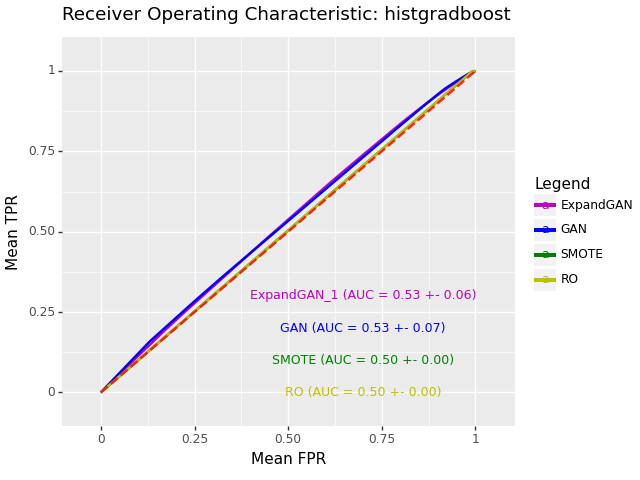 Receiver Operating Characteristic: histgradboost
1
0.75
0.50
0.25
0
Mean TPR
ExpandGAN_1 (AUC = 0.53 +- 0.06)
GAN (AUC = 0.53 +- 0.07)
SMOTE (AUC = 0.50 +- 0.00)
RO (AUC = 0.50 +- 0.00)
0 0.25 0.50 0.75 1
Mean FPR
Legend
a ExpandGAN
a GAN
a SMOTE
a RO